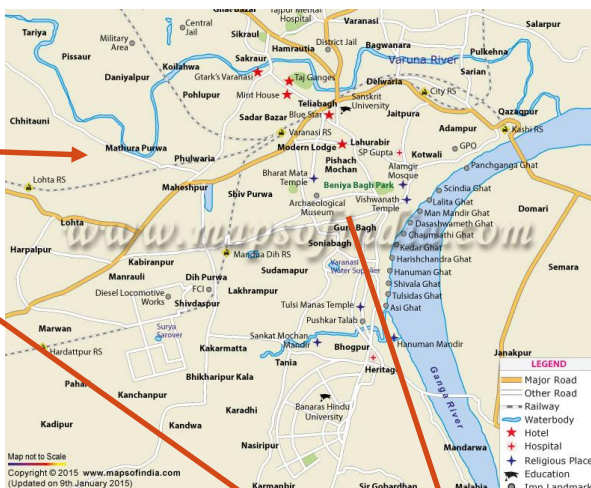 Ghat Bazar
Tajpur Mental
Hospital
Varanasi
Salarpur
Tariya
Central
Jail
Sikraul
Military
Area
Hamrautia
District Jail
Bagwanara
Pulkehna
Pissaur
Sakraur
Varuna River
Koilahwa
Daniyalpur
Gtark's Varanasi
Taj Ganges
Delwaria
Sarian
Pohlupur
Mint House
Teliabagh
Sanskrit
University
City RS
Chhitauni
Sadar Bazar
Blue Star
Jaitpura
Qazagpur
Varanasi RS
Adampur
Kashi RS
Mathura Purwa
Phulwaria
Modern Lodge
Lahurabir
SP Gupta
Kotwali
GPO
Pishach
Mochan
Alamgir
Mosque
Panchganga Ghat
Lohta RS
Maheshpur
Bharat Mata
Temple
Beniya Bagh Park
Shiv Purwa
Scindia Ghat
Archaeological
Museum
Vishwanath
Temple
Lalita Ghat
Domari
Man Mandir Ghat
Lohta
Dasashwameth Ghat
Guru Bagh
Chaumsathi Ghat
www.mapsofindia.com
Soniabagh
Kedar Ghat
Harpalpur
Mandua Dih RS
Harishchandra Ghat
Kabiranpur
Varanasi
Water Supplier
Hanuman Ghat
Semara
Manrauli
Dih Purwa
Sudamapur
Shivala Ghat
Diesel Locomotive
Works
FCI
Lakhrampur
Tulsidas Ghat
Shivdaspur
Tulsi Manas Temple
Asi Ghat
Marwan
Surya
Sarover
Pushkar Talab
Sankat Mochan
Mandir
Hanuman Mandir
Hardattpur RS
Kakarmatta
Bhogpur
Janakpur
Tania
Heritage
LEGEND
Bhikharipur Kala
Major Road
Other Road
Kanchanpur
Banaras Hindu
University
Ganga River
Railway
Karadhi
Waterbody
Kadipur
Kandwa
Hotel
Hospital
Nasiripur
Mandarwa
Religious Place
Map not to Scale
Education
Copyright © 2015 www.mapsofindia.com
(Updated on 9th January 2015)
Karmanbir
Sir Gobardhan
Malahia
Imp Landmark